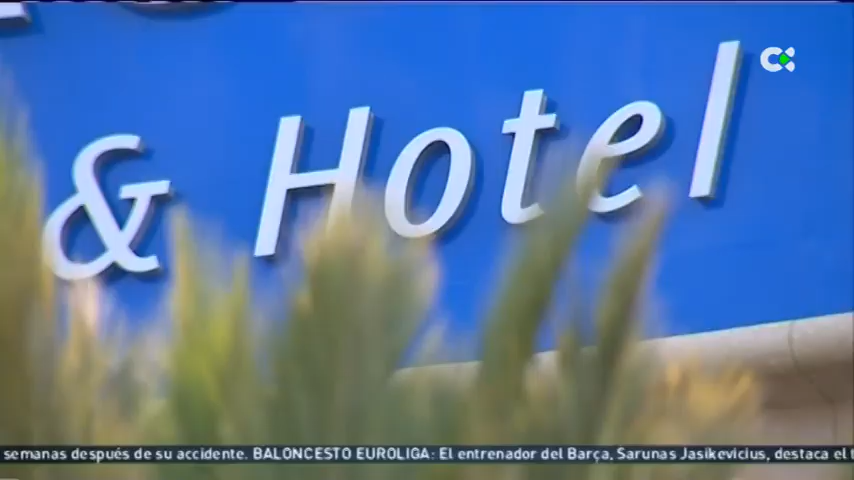 & Hotel
semanas después de su accidente. BALONCESTO EUROLIGA: El entrenador del Barça, Sarunas Jasikevicius, destaca el